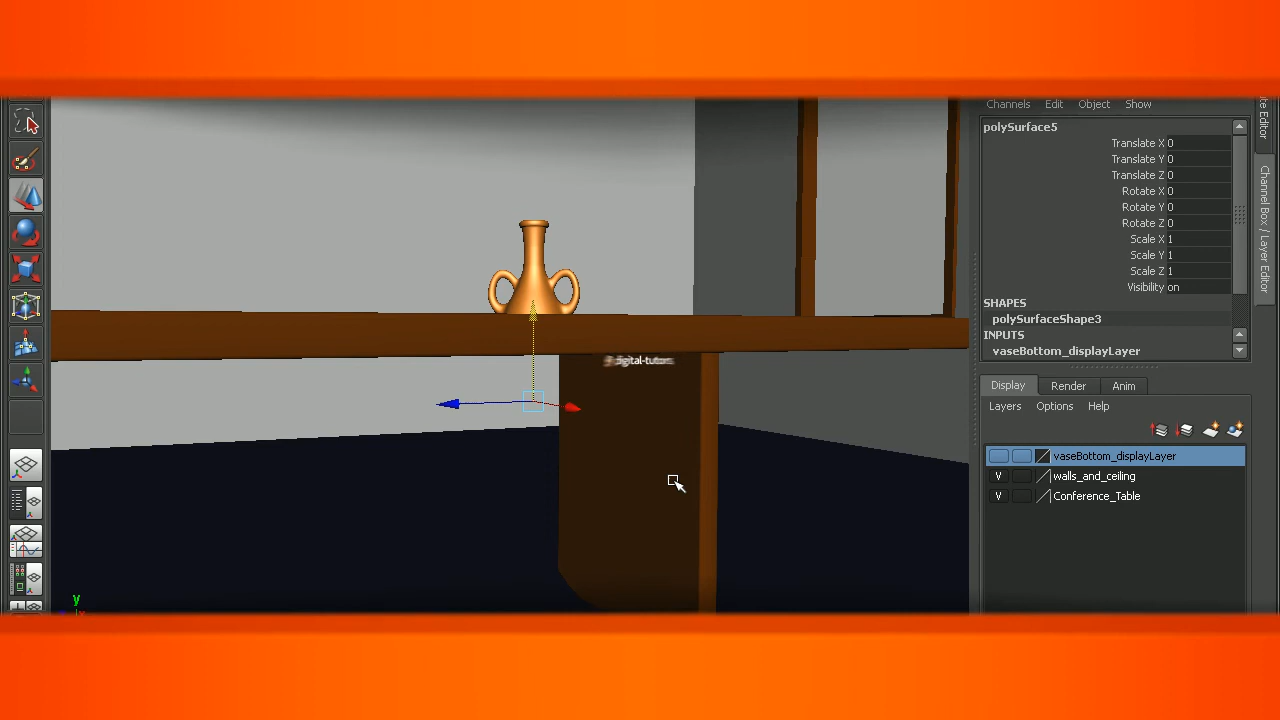 Channels Edit Object Show
polySurface5
Translate X 0
Translate Y 0
Translate Z 0
Rotate X 0
Rotate Y 0
Rotate Z 0
Scale X 1
Scale Y 1
Scale Z 1
Visibility on
SHAPES
polySurfaceShape3
INPUTS
vaseBottom_displayLayer
Display Render Anim
Layers Options Help
vaseBottom_displayLayer
V walls_and_ceiling
V Conference_Table
Channel Box / Layer Editor
digital-tutors
y